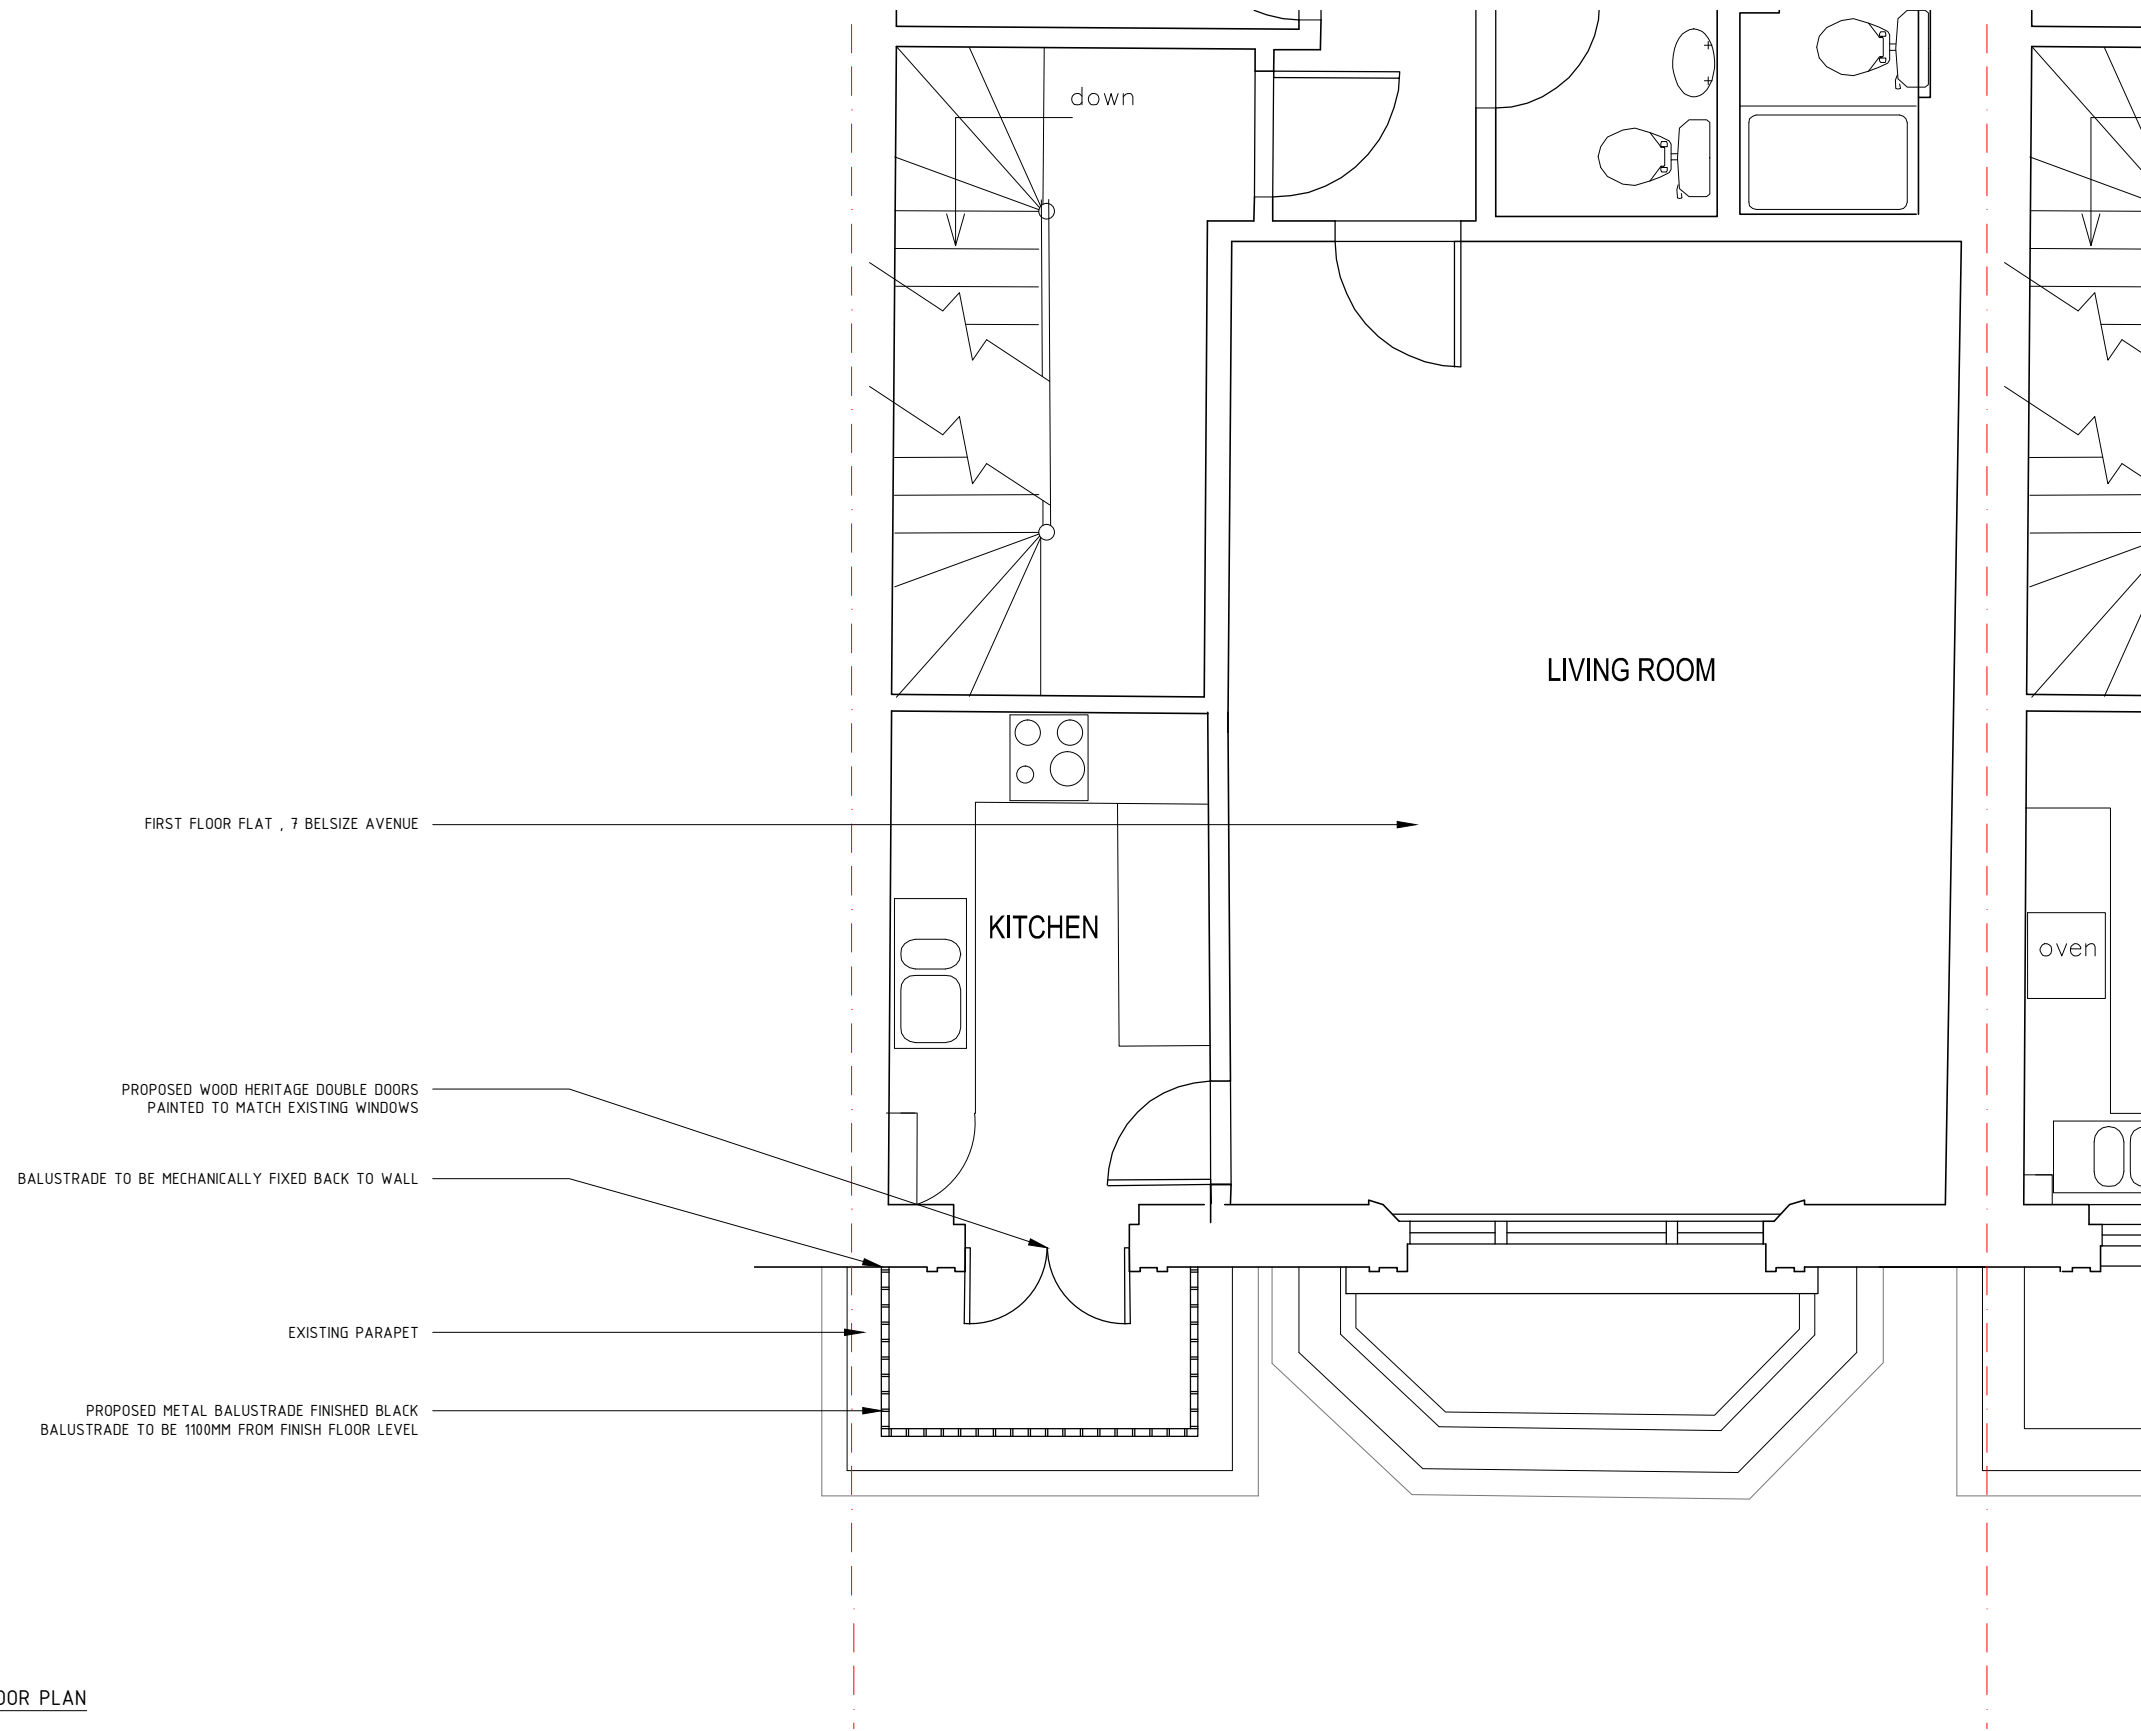 down
LIVING ROOM
FIRST FLOOR FLAT , 7 BELSIZE AVENUE
KITCHEN
oven
PROPOSED WOOD HERITAGE DOUBLE DOORS
PAINTED TO MATCH EXISTING WINDOWS
BALUSTRADE TO BE MECHANICALLY FIXED BACK TO WALL
EXISTING PARAPET
PROPOSED METAL BALUSTRADE FINISHED BLACK
BALUSTRADE TO BE 1100MM FROM FINISH FLOOR LEVEL
PLAN